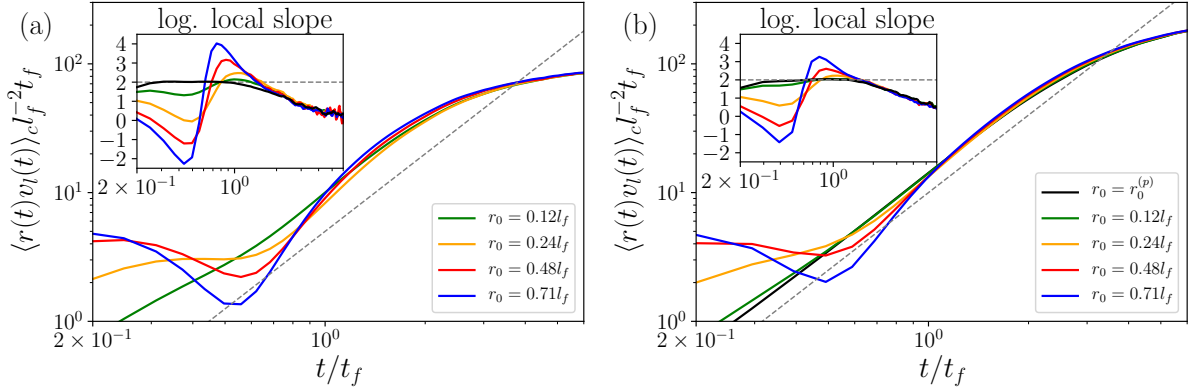 (a)
log. local slope
⟨r(t)v_l(t)⟩_c l_f^{-2} t_f
10^2
10^1
10^0
4
3
2
1
0
−1
−2
2 × 10^{-1}
10^0
r_0 = 0.12l_f
r_0 = 0.24l_f
r_0 = 0.48l_f
r_0 = 0.71l_f
2 × 10^{-1}
10^0
t/t_f
(b)
log. local slope
⟨r(t)v_l(t)⟩_c l_f^{-2} t_f
10^2
10^1
10^0
4
3
2
1
0
−1
−2
2 × 10^{-1}
10^0
r_0 = r_0^{(p)}
r_0 = 0.12l_f
r_0 = 0.24l_f
r_0 = 0.48l_f
r_0 = 0.71l_f
2 × 10^{-1}
10^0
t/t_f